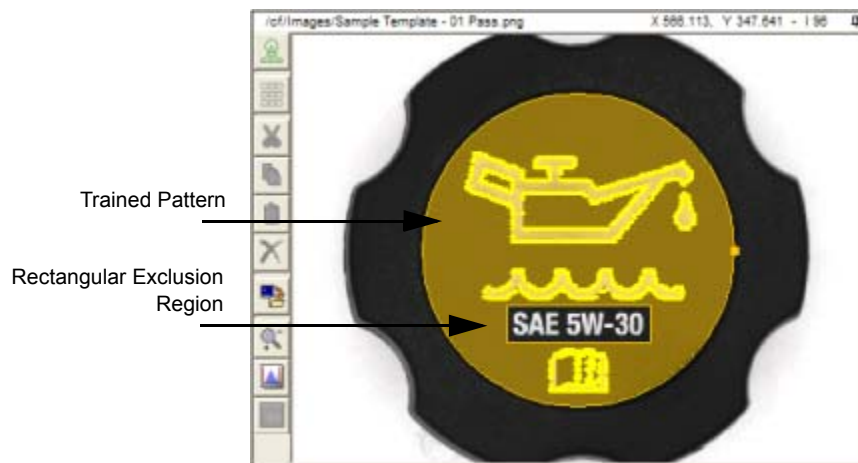 /cf/Images/Sample Template - 01 Pass.png
X 566.113, Y 347.641 - I 96
Trained Pattern
Rectangular Exclusion
Region
SAE 5W-30